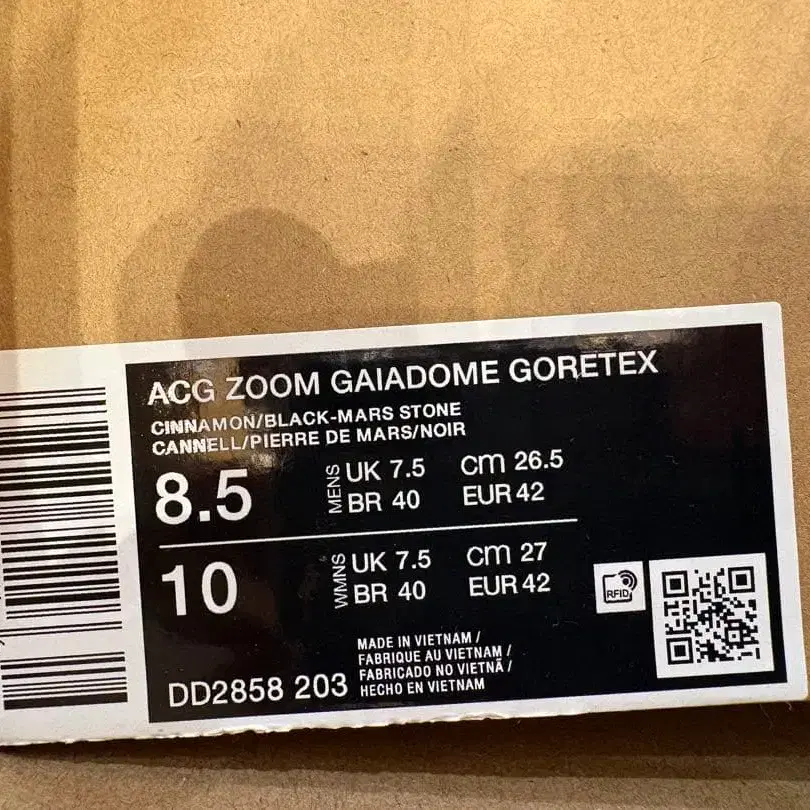 ACG ZOOM GAIADOME GORETEX
CINNAMON/BLACK-MARS STONE
CANNELL/PIERRE DE MARS/NOIR
8.5 MENS UK 7.5 cm 26.5
BR 40 EUR 42
10 WMNS UK 7.5 cm 27
BR 40 EUR 42
RFID
DD2858 203
MADE IN VIETNAM /
FABRIQUE AU VIETNAM /
FABRICADO NO VIETNÃ /
HECHO EN VIETNAM